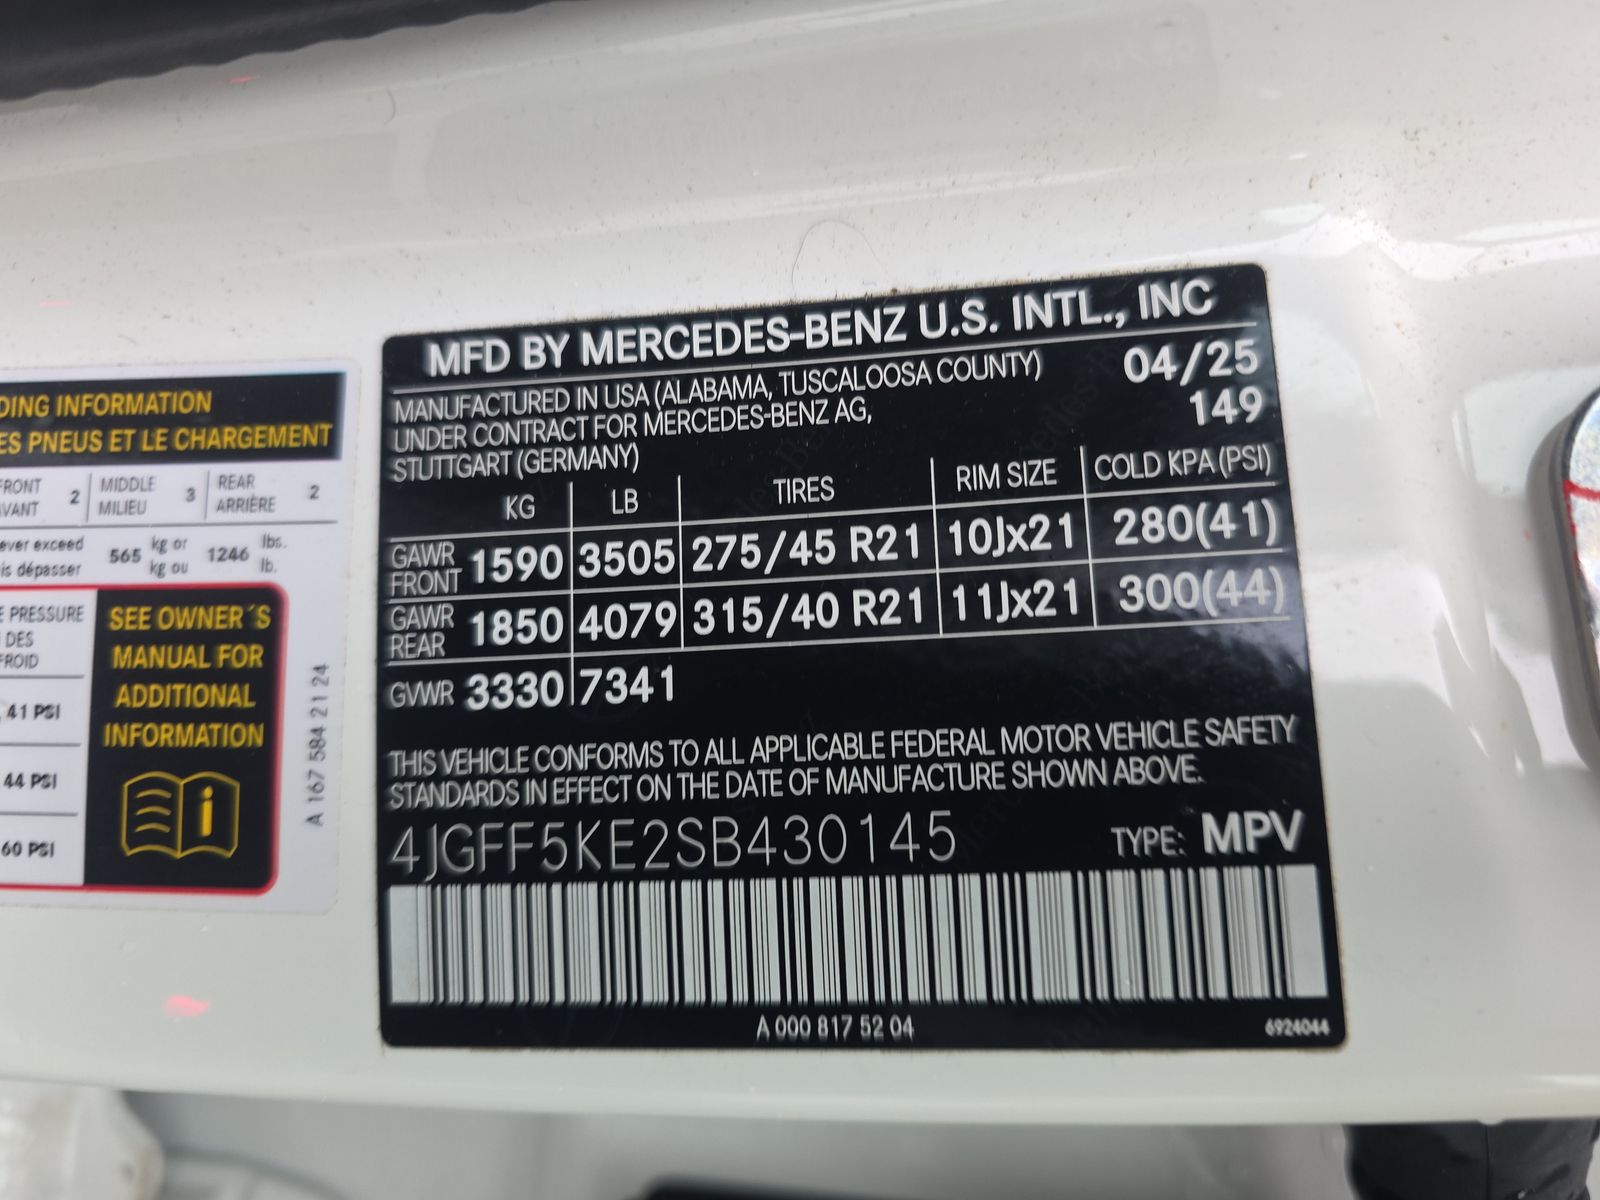 DING INFORMATION
ES PNEUS ET LE CHARGEMENT
FRONT 2 MIDDLE 3 REAR 2
AVANT MILIEU ARRIÈRE
ever exceed 565 kg or 1246 lbs.
is dépasser kg ou lb.
E PRESSURE
DES
FROID
41 PSI
44 PSI
60 PSI
SEE OWNER´S
MANUAL FOR
ADDITIONAL
INFORMATION
i
A 167 584 21 24
MFD BY MERCEDES-BENZ U.S. INTL., INC
MANUFACTURED IN USA (ALABAMA, TUSCALOOSA COUNTY) 04/25
UNDER CONTRACT FOR MERCEDES-BENZ AG, 149
STUTTGART (GERMANY)
KG LB TIRES RIM SIZE COLD KPA (PSI)
GAWR FRONT 1590 3505 275/45 R21 10Jx21 280(41)
GAWR REAR 1850 4079 315/40 R21 11Jx21 300(44)
GVWR 3330 7341
THIS VEHICLE CONFORMS TO ALL APPLICABLE FEDERAL MOTOR VEHICLE SAFETY
STANDARDS IN EFFECT ON THE DATE OF MANUFACTURE SHOWN ABOVE.
4JGFF5KE2SB430145 TYPE: MPV
A 000 817 52 04 6924044